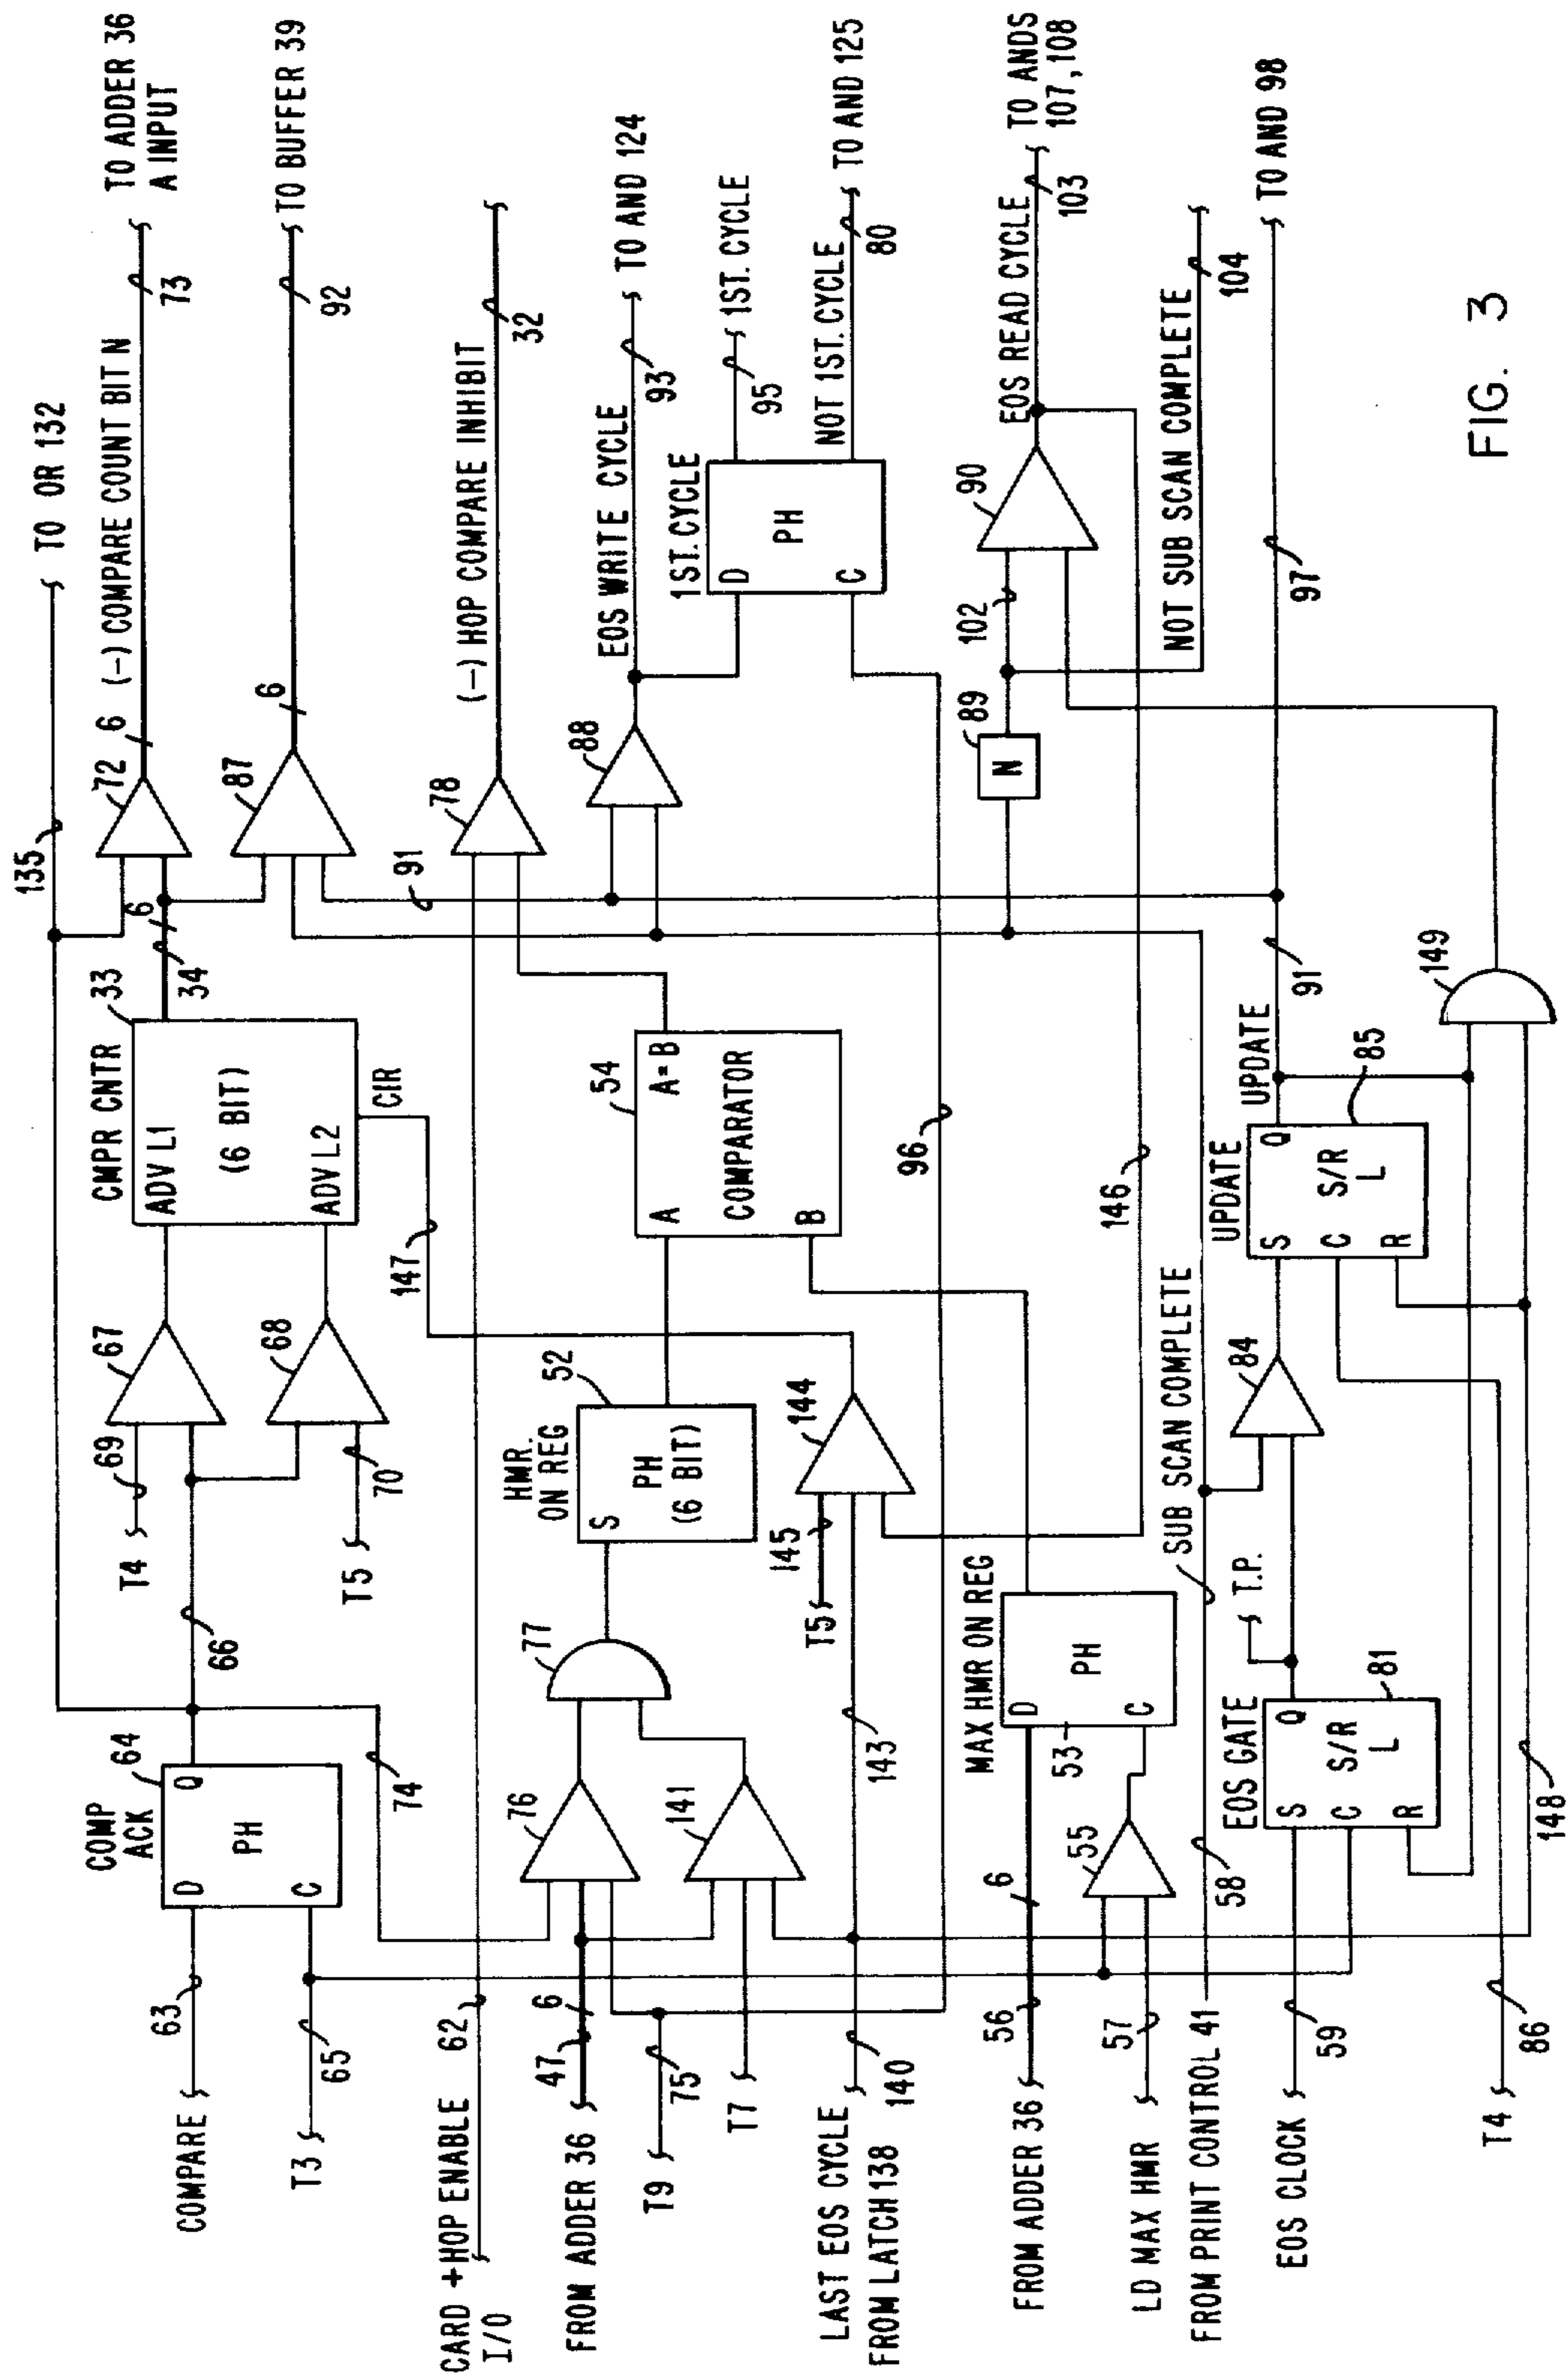 COMPARE
63
T3
65
COMP
ACK
64
D
Q
PH
C
66
T4
69
67
T5
70
68
CMPR CNTR
33
ADV L1
(6 BIT)
ADV L2
CIR
147
34
6
135
TO OR 132
72
6
(-) COMPARE COUNT BIT N
73
TO ADDER 36
A INPUT
87
6
92
TO BUFFER 39
91
CARD + HOP ENABLE
I/O
62
74
78
(-) HOP COMPARE INHIBIT
32
FROM ADDER 36
47
6
T9
75
T7
76
141
77
HMR.
ON REG
52
S
PH
(6 BIT)
54
A
A = B
COMPARATOR
B
88
EOS WRITE CYCLE
93
TO AND 124
1ST. CYCLE
D
PH
C
95
1ST. CYCLE
NOT 1ST. CYCLE
80
TO AND 125
LAST EOS CYCLE
FROM LATCH 138
140
143
T5
145
144
96
146
FROM ADDER 36
56
6
LD MAX HMR
57
55
MAX HMR ON REG
D
53
PH
C
89
N
102
90
EOS READ CYCLE
103
TO ANDS
107, 108
NOT SUB SCAN COMPLETE
104
FROM PRINT CONTROL 41
58
SUB SCAN COMPLETE
EOS CLOCK
59
EOS GATE
S
Q
C
S/R
L
R
81
T.P.
84
UPDATE
S
Q
C
S/R
L
R
85
UPDATE
91
97
TO AND 98
T4
86
148
149
FIG. 3